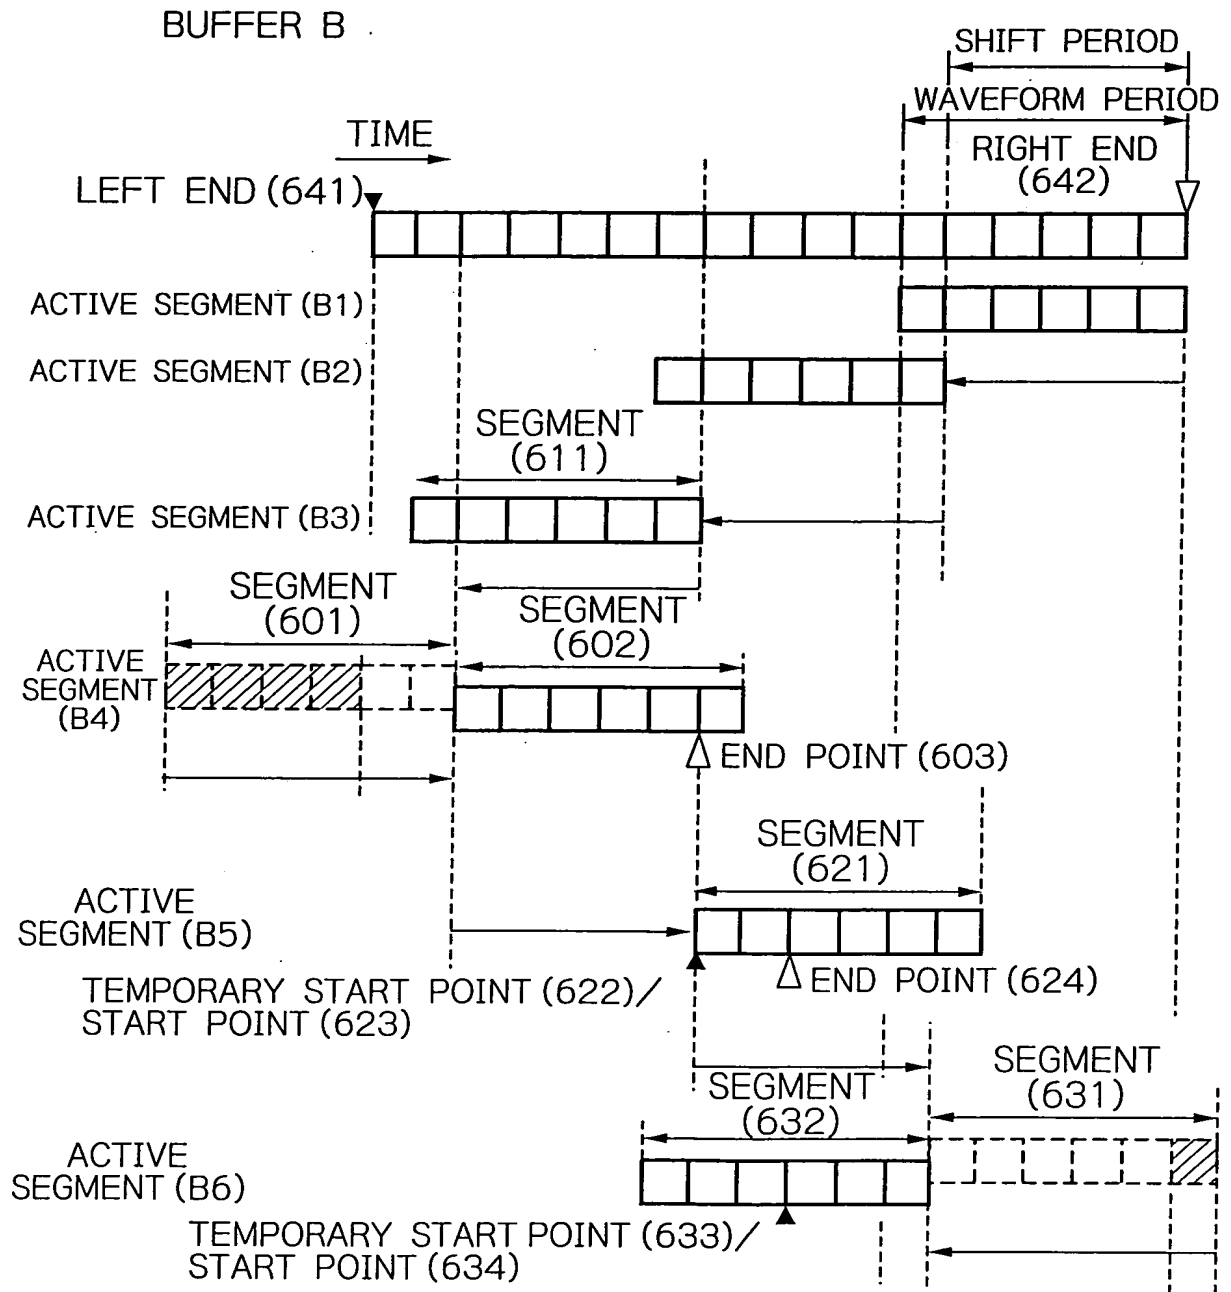 BUFFER B
SHIFT PERIOD
WAVEFORM PERIOD
TIME
RIGHT END
(642)
LEFT END (641)
ACTIVE SEGMENT (B1)
ACTIVE SEGMENT (B2)
SEGMENT
(611)
ACTIVE SEGMENT (B3)
SEGMENT
(601)
SEGMENT
(602)
ACTIVE
SEGMENT
(B4)
END POINT (603)
SEGMENT
(621)
ACTIVE
SEGMENT (B5)
END POINT (624)
TEMPORARY START POINT (622)/
START POINT (623)
SEGMENT
(631)
SEGMENT
(632)
ACTIVE
SEGMENT (B6)
TEMPORARY START POINT (633)/
START POINT (634)